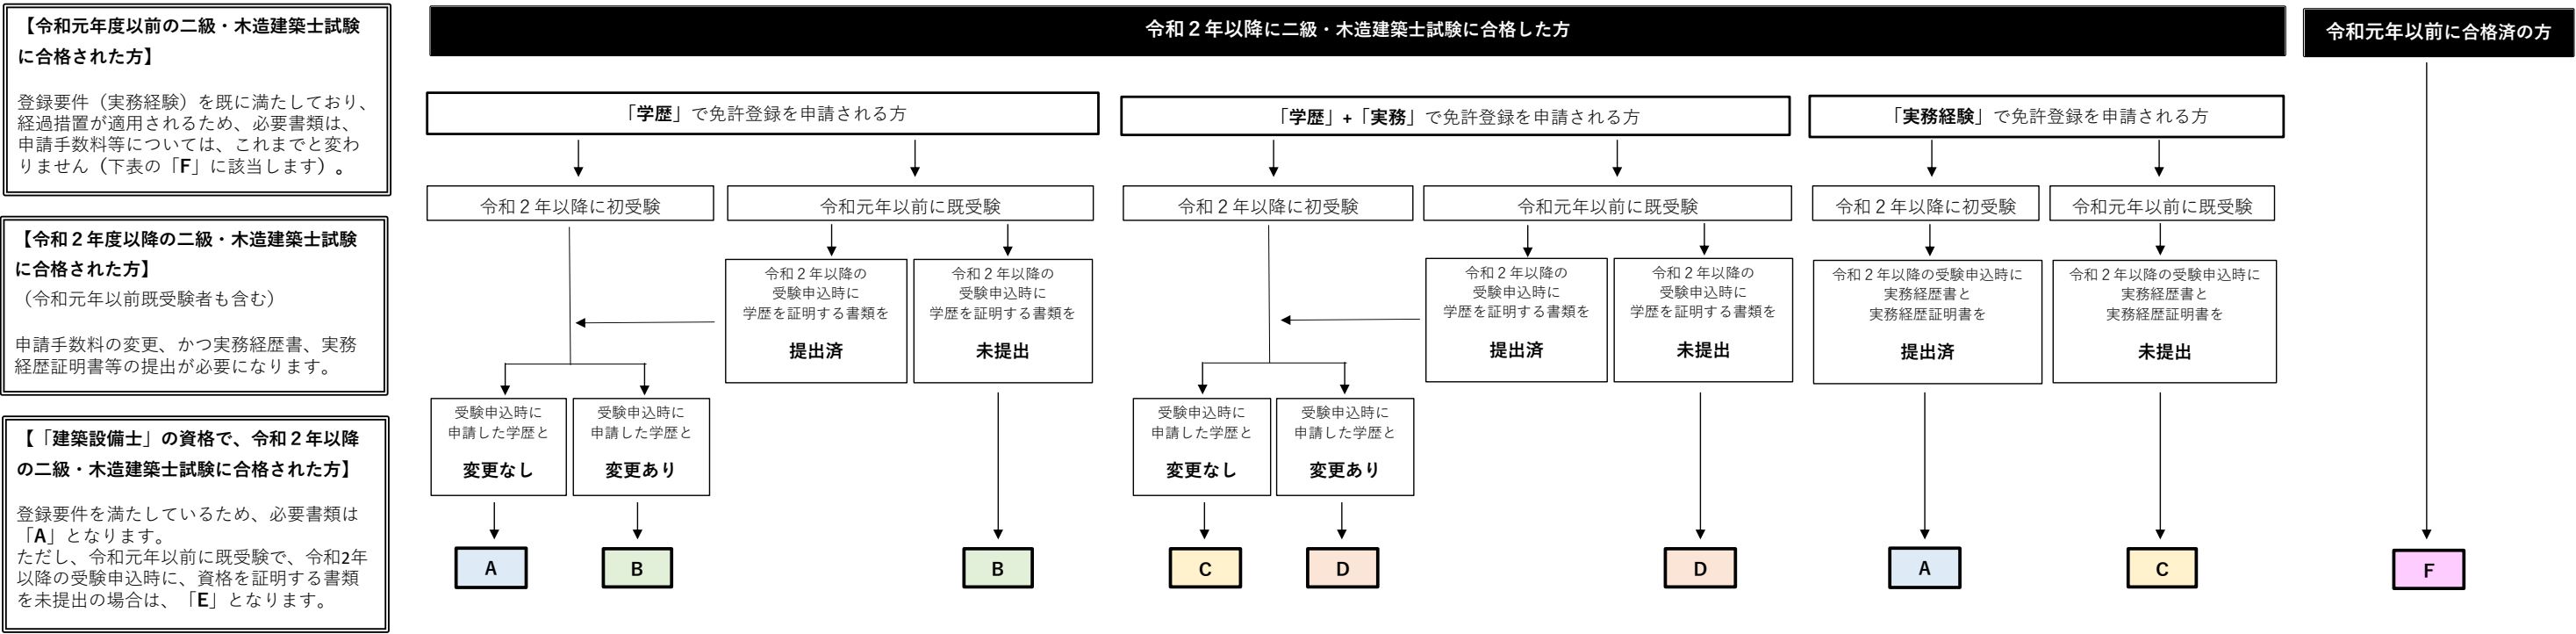 【令和元年度以前の二級・木造建築士試験
に合格された方】
登録要件（実務経験）を既に満たしており、
経過措置が適用されるため、必要書類は、
申請手数料等については、これまでと変わ
りません（下表の「F」に該当します）。
【令和２年度以降の二級・木造建築士試験
に合格された方】
（令和元年以前既受験者も含む）
申請手数料の変更、かつ実務経歴書、実務
経歴証明書等の提出が必要になります。
【「建築設備士」の資格で、令和２年以降
の二級・木造建築士試験に合格された方】
登録要件を満たしているため、必要書類は
「A」となります。
ただし、令和元年以前に既受験で、令和2年
以降の受験申込時に、資格を証明する書類
を未提出の場合は、「E」となります。
令和２年以降に二級・木造建築士試験に合格した方
令和元年以前に合格済の方
「学歴」で免許登録を申請される方
「学歴」+「実務」で免許登録を申請される方
「実務経験」で免許登録を申請される方
令和２年以降に初受験
令和元年以前に既受験
令和２年以降に初受験
令和元年以前に既受験
令和２年以降に初受験
令和元年以前に既受験
令和２年以降の
受験申込時に
学歴を証明する書類を
提出済
令和２年以降の
受験申込時に
学歴を証明する書類を
未提出
令和２年以降の
受験申込時に
学歴を証明する書類を
提出済
令和２年以降の
受験申込時に
学歴を証明する書類を
未提出
令和２年以降の受験申込時に
実務経歴書と
実務経歴証明書を
提出済
令和２年以降の受験申込時に
実務経歴書と
実務経歴証明書を
未提出
受験申込時に
申請した学歴と
変更なし
受験申込時に
申請した学歴と
変更あり
受験申込時に
申請した学歴と
変更なし
受験申込時に
申請した学歴と
変更あり
A
B
B
C
D
D
A
C
F